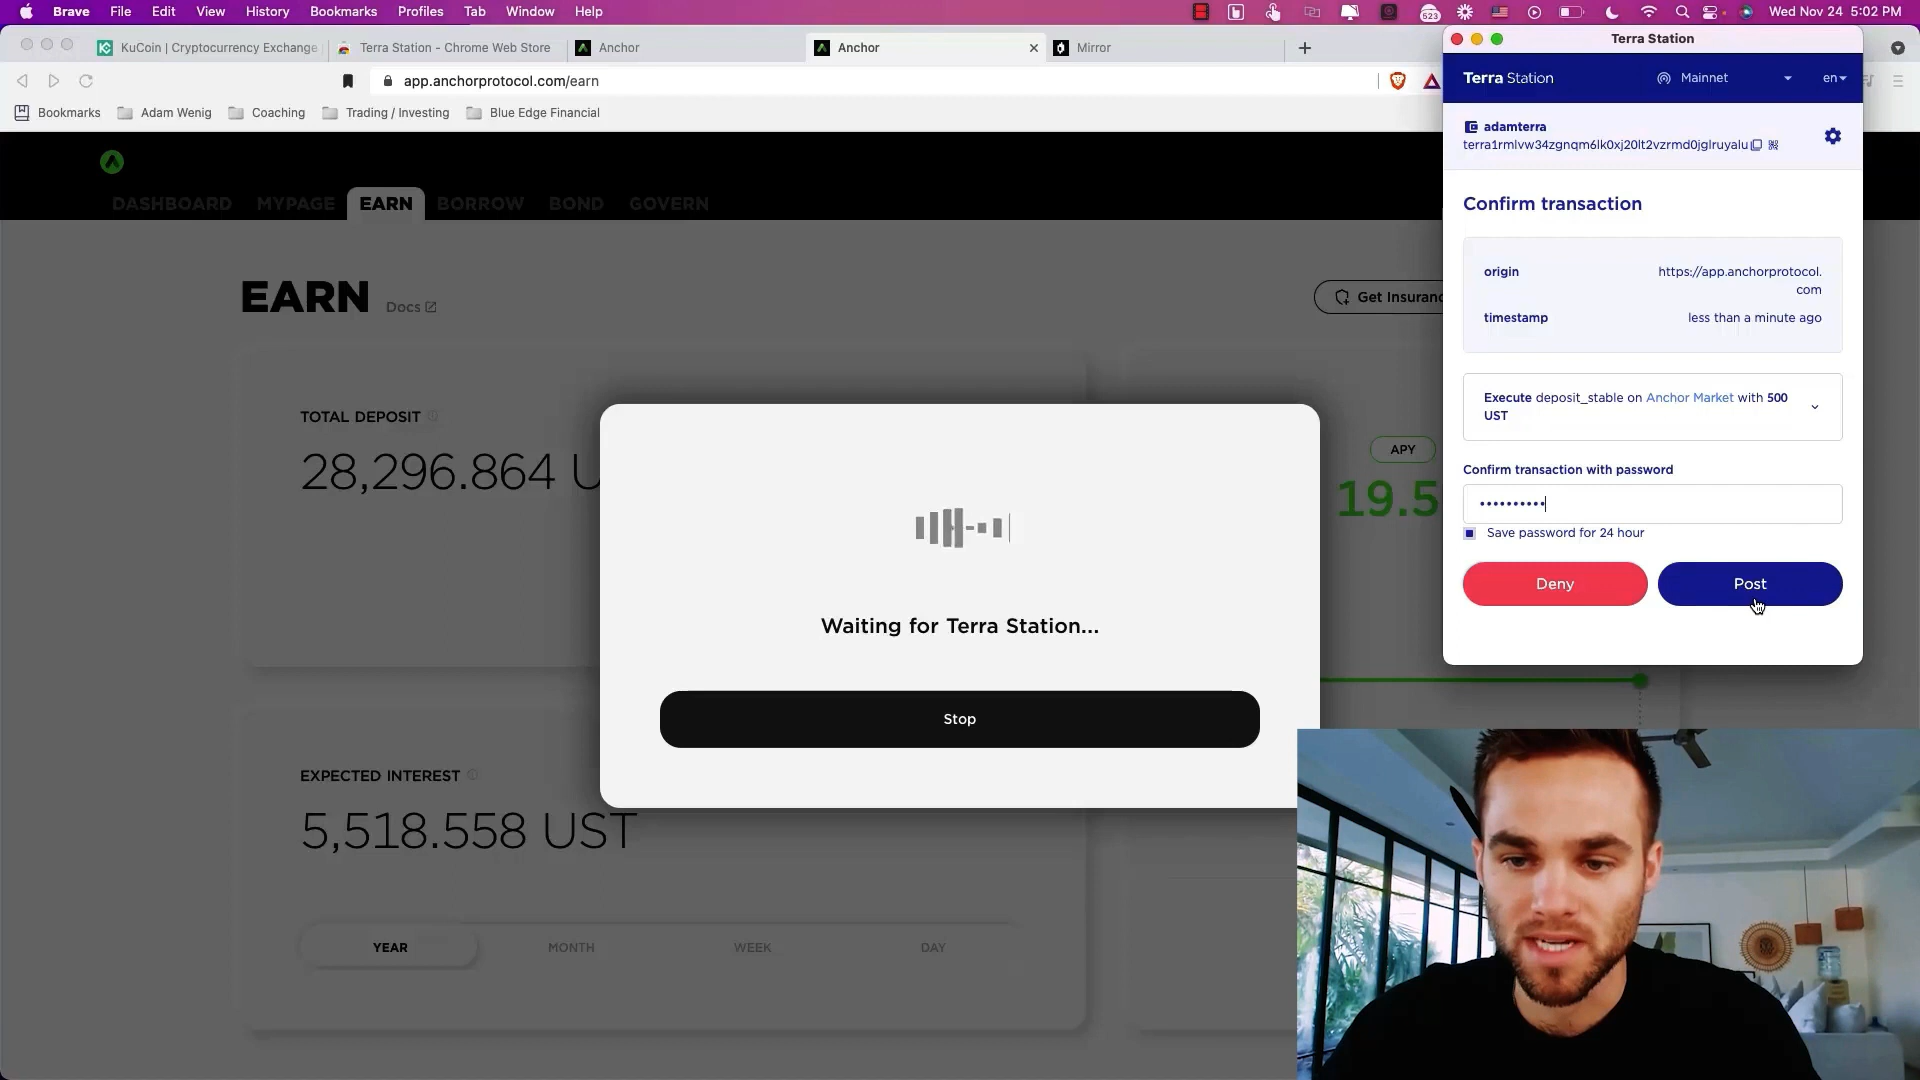 Brave File Edit View History Bookmarks Profiles Tab Window Help
523
Wed Nov 24 5:02 PM
KuCoin | Cryptocurrency Exchange
Terra Station - Chrome Web Store
Anchor
Anchor
Mirror
app.anchorprotocol.com/earn
Bookmarks
Adam Wenig
Coaching
Trading / Investing
Blue Edge Financial
DASHBOARD MYPAGE EARN BORROW BOND GOVERN
EARN
Docs
Get Insuranc
TOTAL DEPOSIT
28,296.864 U
APY
19.5
Waiting for Terra Station...
Stop
EXPECTED INTEREST
5,518.558 UST
YEAR MONTH WEEK DAY
Terra Station
Terra Station
Mainnet
en
adamterra
terra1rmlvw34zgnqm6lk0xj20lt2vzrmd0jglruyalu
Confirm transaction
origin
https://app.anchorprotocol.
com
timestamp
less than a minute ago
Execute deposit_stable on Anchor Market with 500
UST
Confirm transaction with password
Save password for 24 hour
Deny
Post